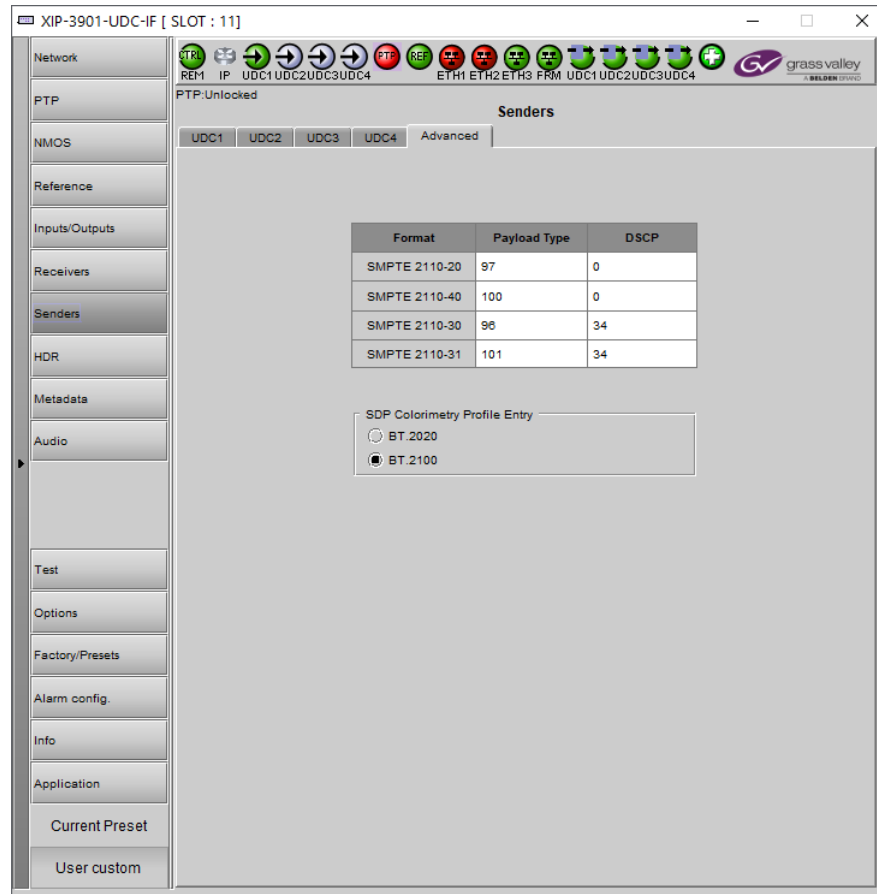 XIP-3901-UDC-IF [ SLOT : 11]
Network
PTP
NMOS
Reference
Inputs/Outputs
Receivers
Senders
HDR
Metadata
Audio
Test
Options
Factory/Presets
Alarm config.
Info
Application
Current Preset
User custom
CTRL PTP REF
REM IP UDC1 UDC2 UDC3 UDC4 ETH1 ETH2 ETH3 FRM UDC1 UDC2 UDC3 UDC4
GV grass valley
A BELDEN BRAND
PTP:Unlocked
Senders
UDC1 UDC2 UDC3 UDC4 Advanced
Format Payload Type DSCP
SMPTE 2110-20 97 0
SMPTE 2110-40 100 0
SMPTE 2110-30 96 34
SMPTE 2110-31 101 34
SDP Colorimetry Profile Entry
BT.2020
BT.2100